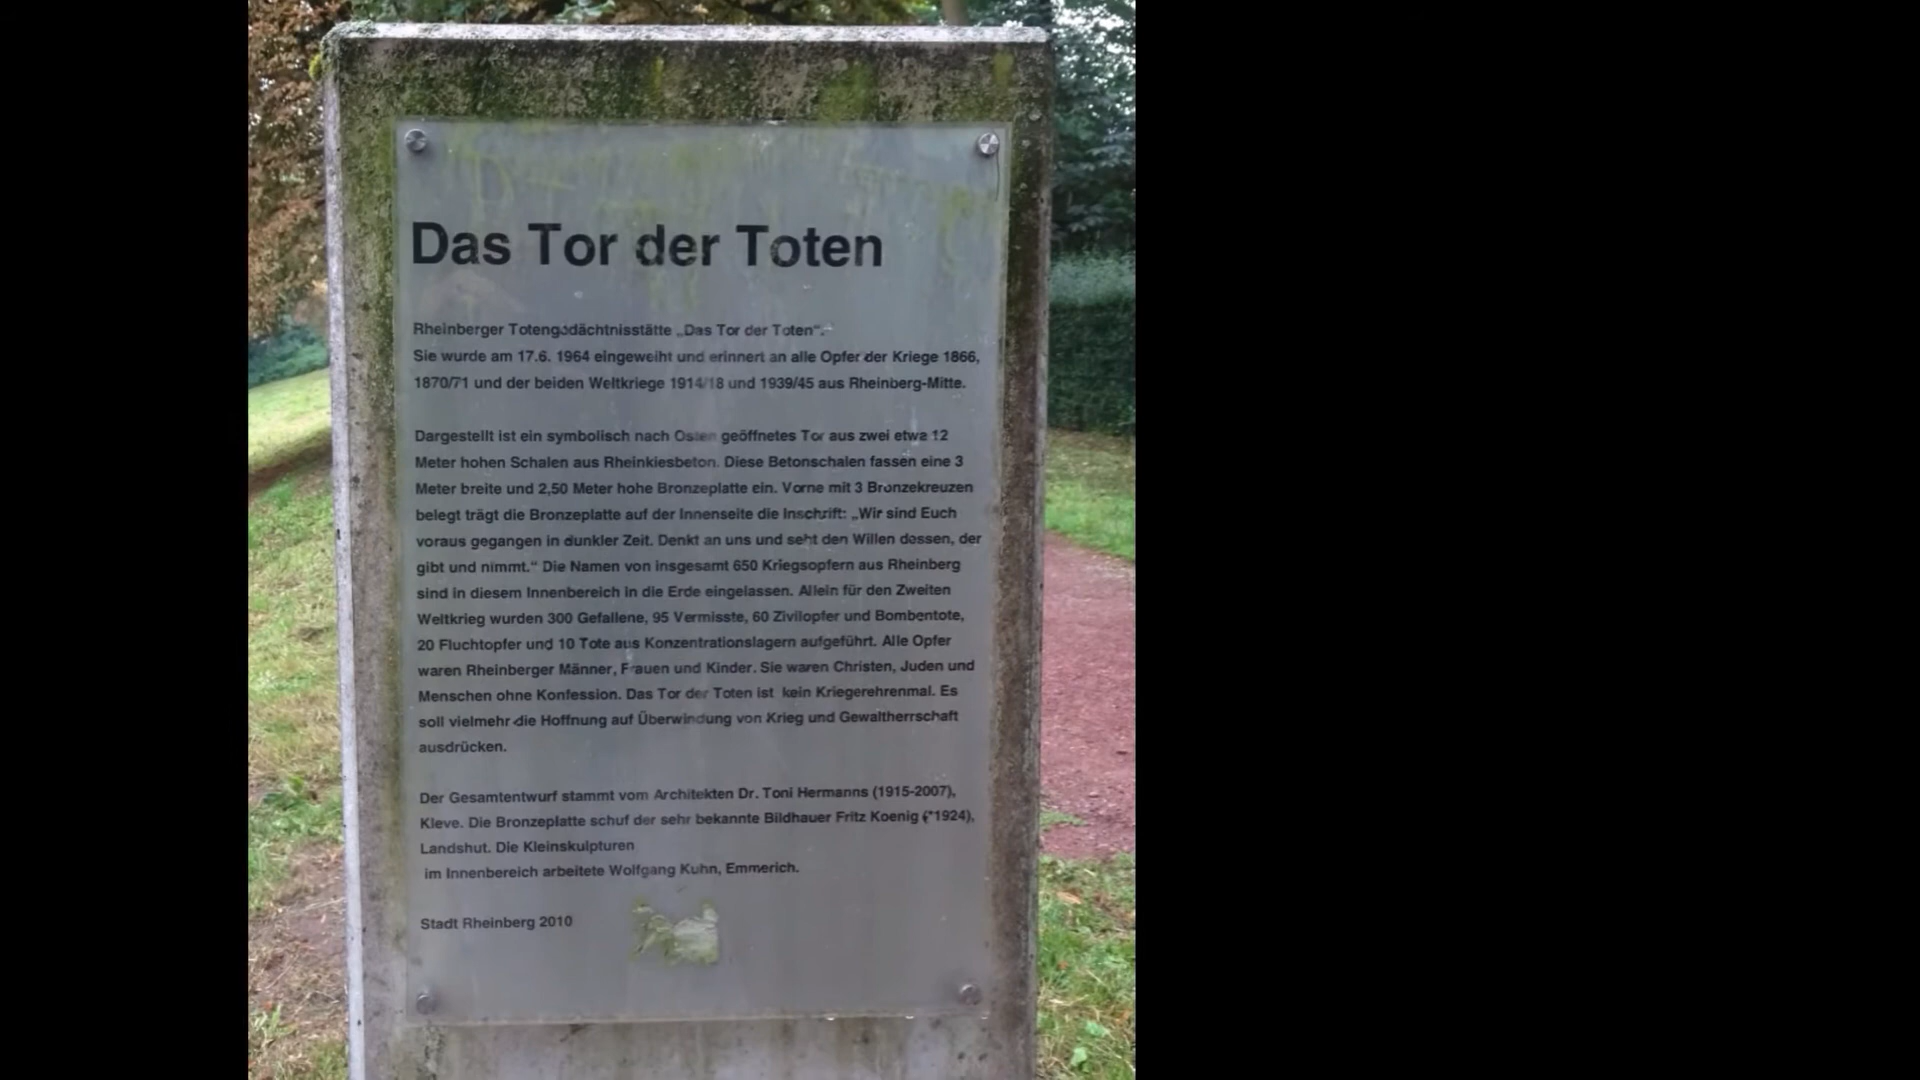 Das Tor der Toten
Rheinberger Totengedächtnisstätte „Das Tor der Toten“.
Sie wurde am 17.6. 1964 eingeweiht und erinnert an alle Opfer der Kriege 1866,
1870/71 und der beiden Weltkriege 1914/18 und 1939/45 aus Rheinberg-Mitte.
Dargestellt ist ein symbolisch nach Osten geöffnetes Tor aus zwei etwa 12
Meter hohen Schalen aus Rheinkiesbeton. Diese Betonschalen fassen eine 3
Meter breite und 2,50 Meter hohe Bronzeplatte ein. Vorne mit 3 Bronzekreuzen
belegt trägt die Bronzeplatte auf der Innenseite die Inschrift: „Wir sind Euch
voraus gegangen in dunkler Zeit. Denkt an uns und seht den Willen dessen, der
gibt und nimmt.“ Die Namen von insgesamt 650 Kriegsopfern aus Rheinberg
sind in diesem Innenbereich in die Erde eingelassen. Allein für den Zweiten
Weltkrieg wurden 300 Gefallene, 95 Vermisste, 60 Zivilopfer und Bombentote,
20 Fluchtopfer und 10 Tote aus Konzentrationslagern aufgeführt. Alle Opfer
waren Rheinberger Männer, Frauen und Kinder. Sie waren Christen, Juden und
Menschen ohne Konfession. Das Tor der Toten ist kein Kriegerehrenmal. Es
soll vielmehr die Hoffnung auf Überwindung von Krieg und Gewaltherrschaft
ausdrücken.
Der Gesamtentwurf stammt vom Architekten Dr. Toni Hermanns (1915-2007),
Kleve. Die Bronzeplatte schuf der sehr bekannte Bildhauer Fritz Koenig (*1924),
Landshut. Die Kleinskulpturen
im Innenbereich arbeitete Wolfgang Kuhn, Emmerich.
Stadt Rheinberg 2010